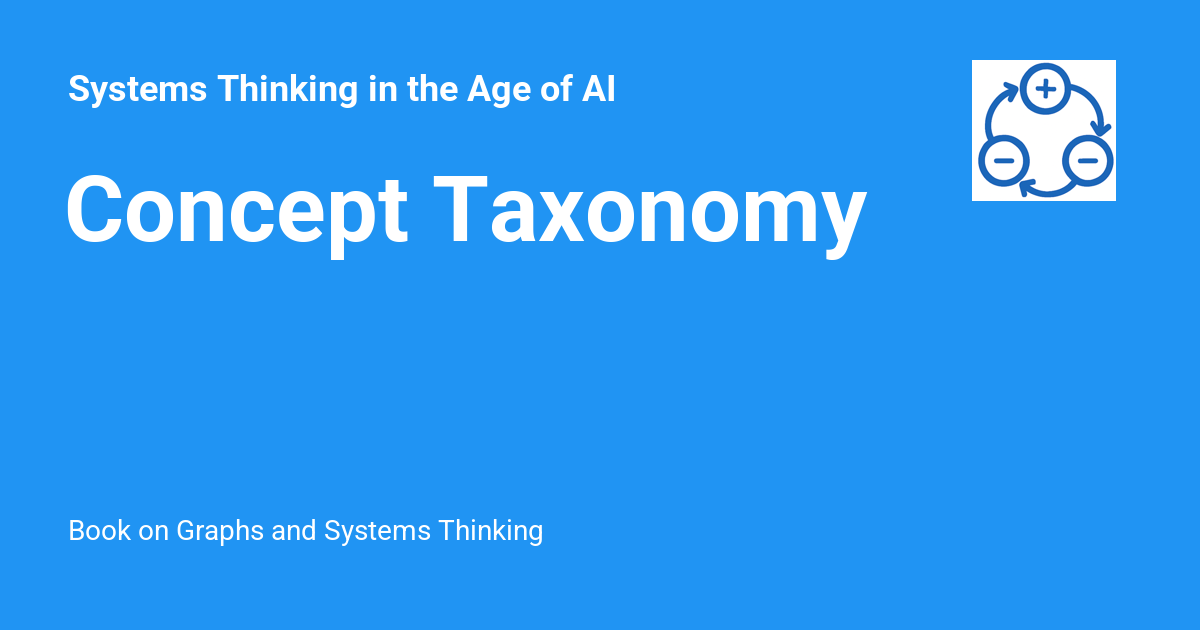 Systems Thinking in the Age of AI
Concept Taxonomy
Book on Graphs and Systems Thinking